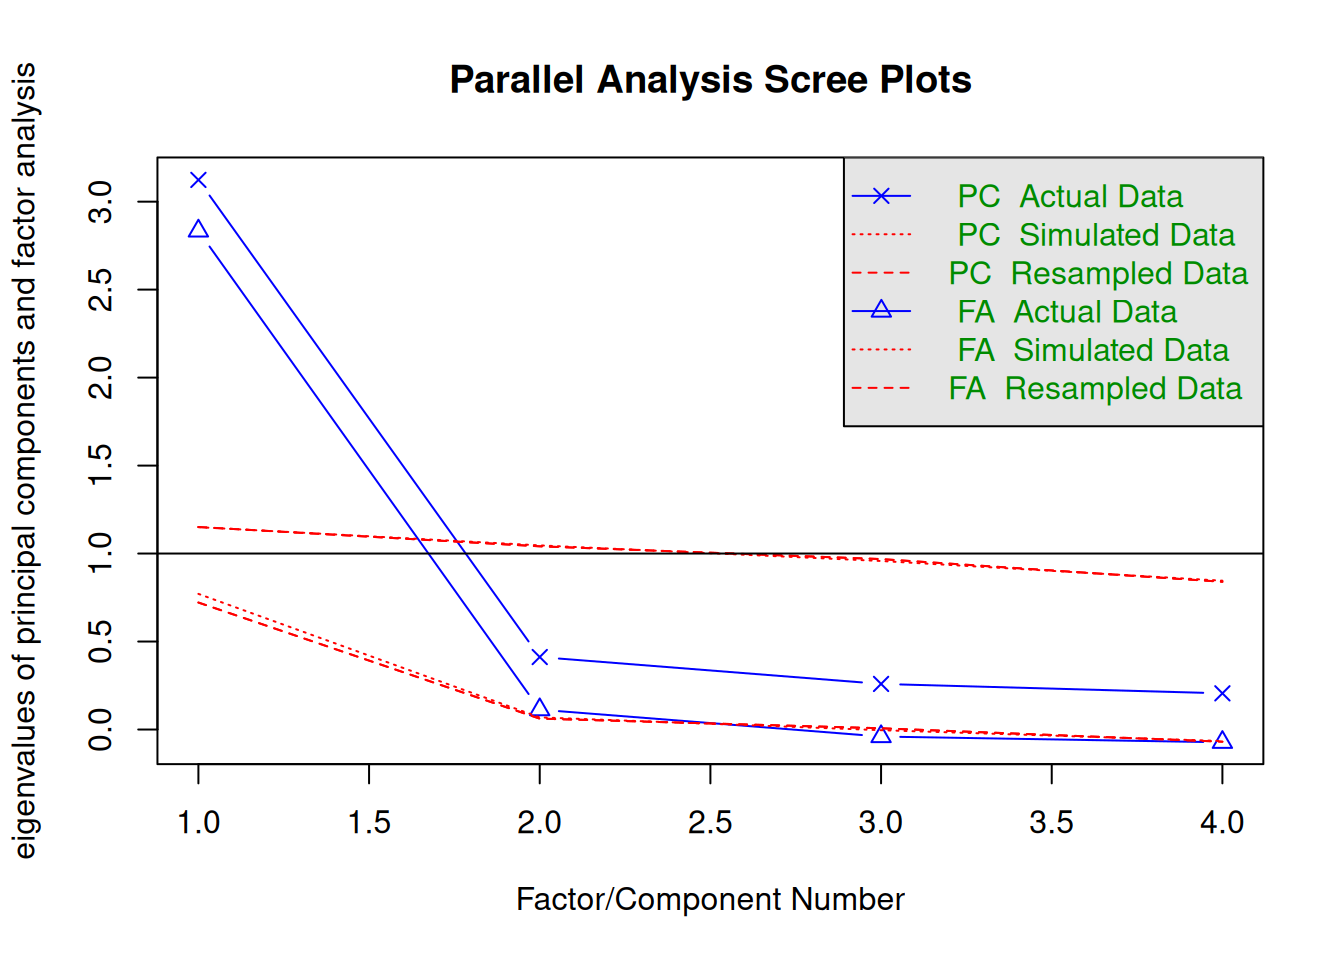 Parallel Analysis Scree Plots
eigenvalues of principal components and factor analysis
3.0
2.5
2.0
1.5
1.0
0.5
0.0
PC Actual Data
PC Simulated Data
PC Resampled Data
FA Actual Data
FA Simulated Data
FA Resampled Data
1.0 1.5 2.0 2.5 3.0 3.5 4.0
Factor/Component Number